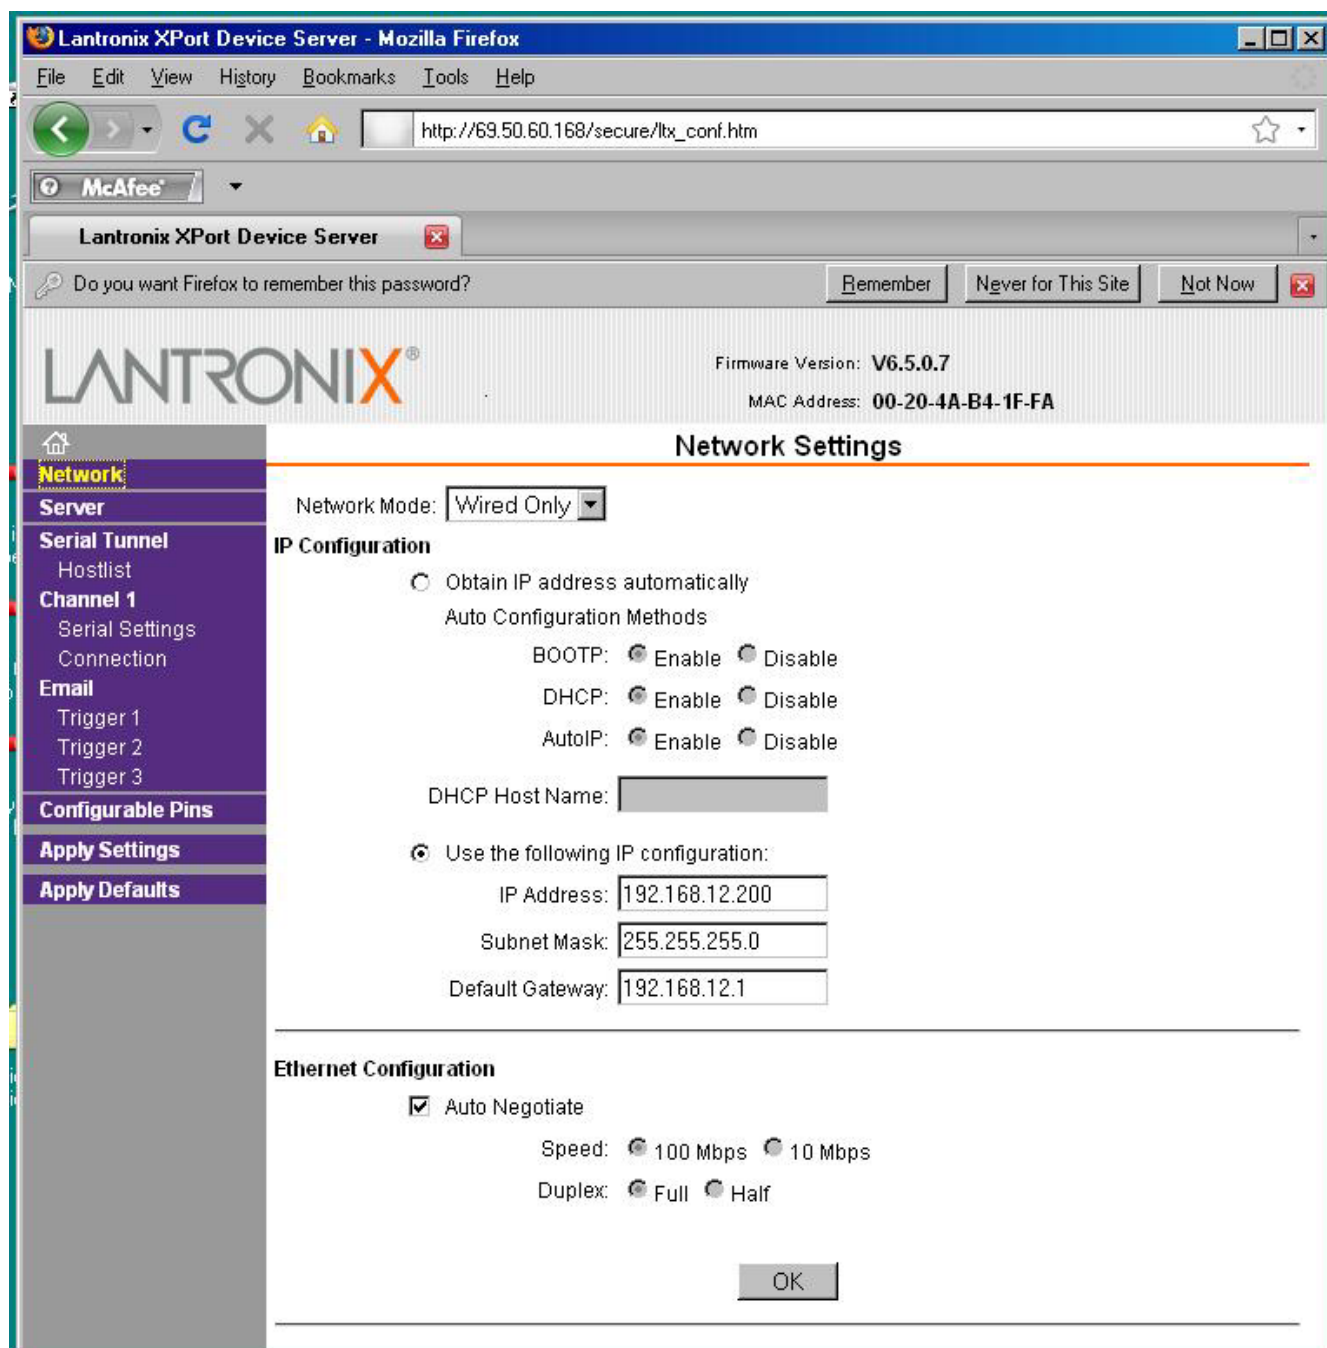 Lantronix XPort Device Server - Mozilla Firefox
File Edit View History Bookmarks Tools Help
http://69.50.60.168/secure/ltx_conf.htm
McAfee
Lantronix XPort Device Server
Do you want Firefox to remember this password? Remember Never for This Site Not Now
LANTRONIX®
Firmware Version: V6.5.0.7
MAC Address: 00-20-4A-B4-1F-FA
Network
Server
Serial Tunnel
Hostlist
Channel 1
Serial Settings
Connection
Email
Trigger 1
Trigger 2
Trigger 3
Configurable Pins
Apply Settings
Apply Defaults
Network Settings
Network Mode: Wired Only
IP Configuration
Obtain IP address automatically
Auto Configuration Methods
BOOTP: Enable Disable
DHCP: Enable Disable
AutoIP: Enable Disable
DHCP Host Name:
Use the following IP configuration:
IP Address: 192.168.12.200
Subnet Mask: 255.255.255.0
Default Gateway: 192.168.12.1
Ethernet Configuration
Auto Negotiate
Speed: 100 Mbps 10 Mbps
Duplex: Full Half
OK